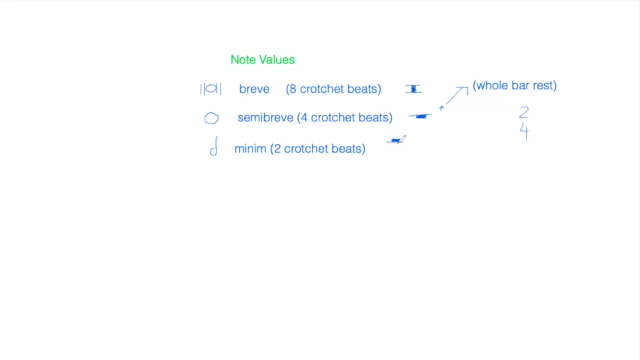 Note Values
breve (8 crotchet beats)
(whole bar rest)
semibreve (4 crotchet beats)
2
4
minim (2 crotchet beats)